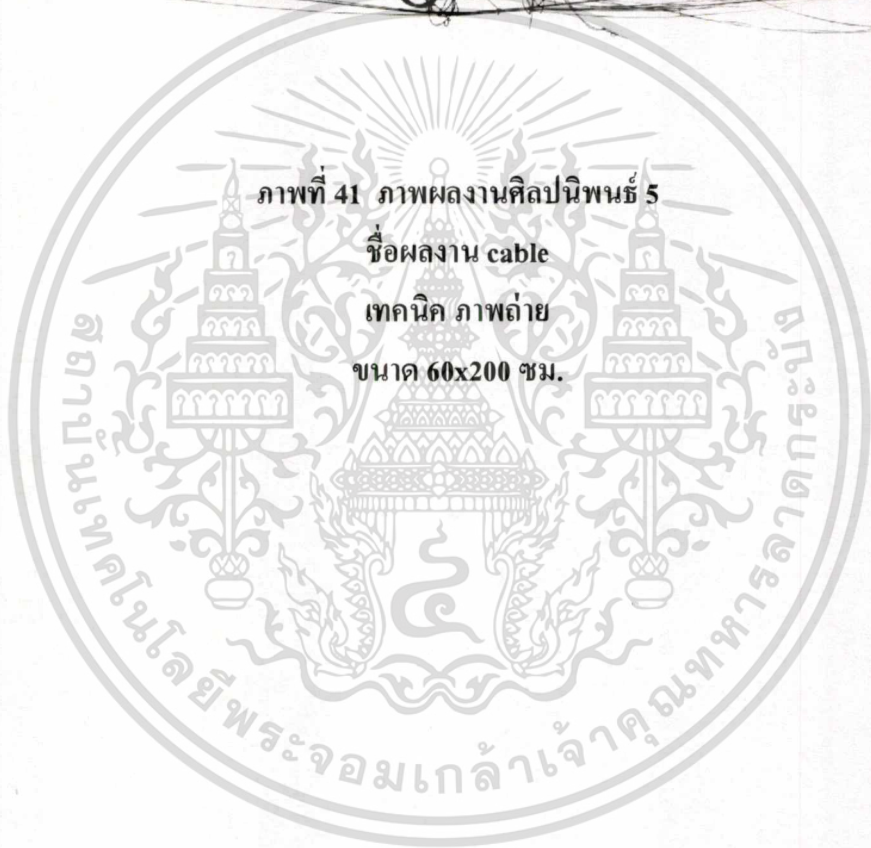 ภาพที่ 41 ภาพผลงานศิลปนิพนธ์ 5
ชื่อผลงาน cable
เทคนิค ภาพถ่าย
ขนาด 60x200 ซม.
สถาบันเทคโนโลยีพระจอมเกล้าเจ้าคุณทหารลาดกระบัง